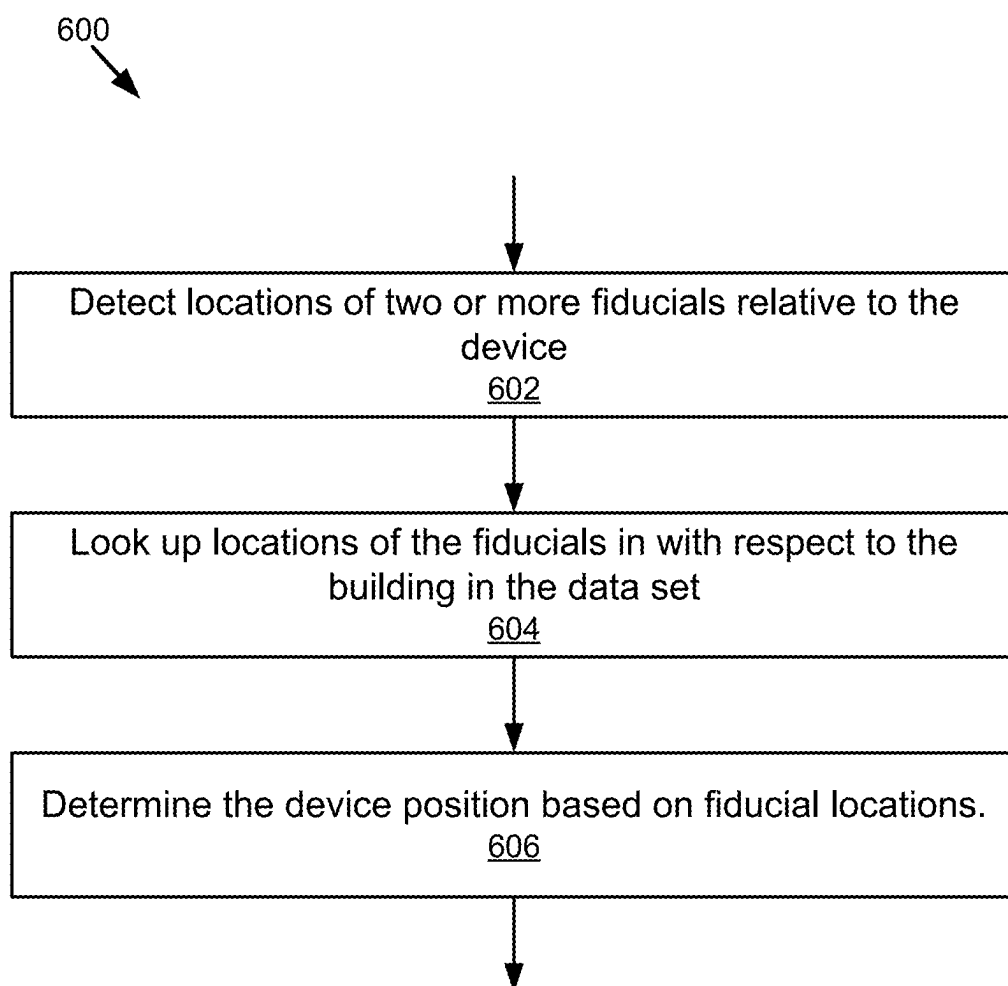 600
Detect locations of two or more fiducials relative to the
device
602
Look up locations of the fiducials in with respect to the
building in the data set
604
Determine the device position based on fiducial locations.
606